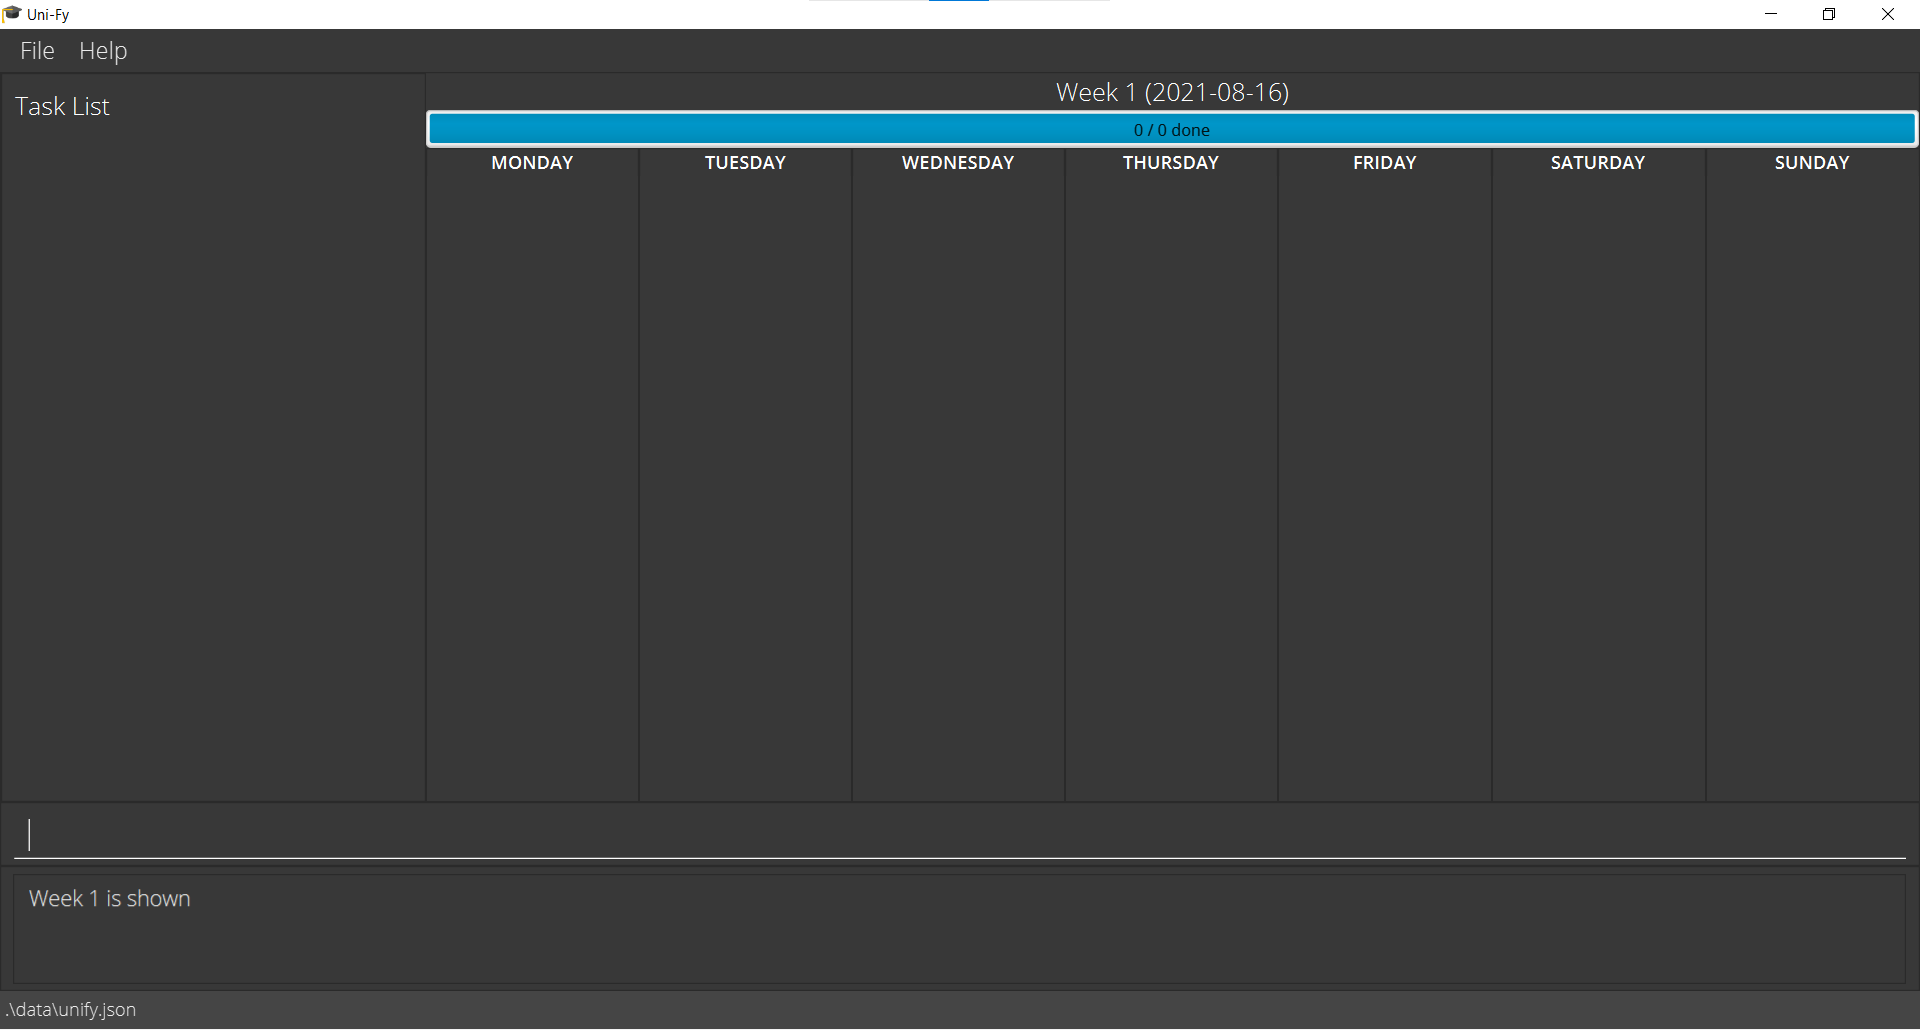 Uni-Fy
File Help
Task List
Week 1 (2021-08-16)
0 / 0 done
MONDAY TUESDAY WEDNESDAY THURSDAY FRIDAY SATURDAY SUNDAY
Week 1 is shown
.\data\unify.json